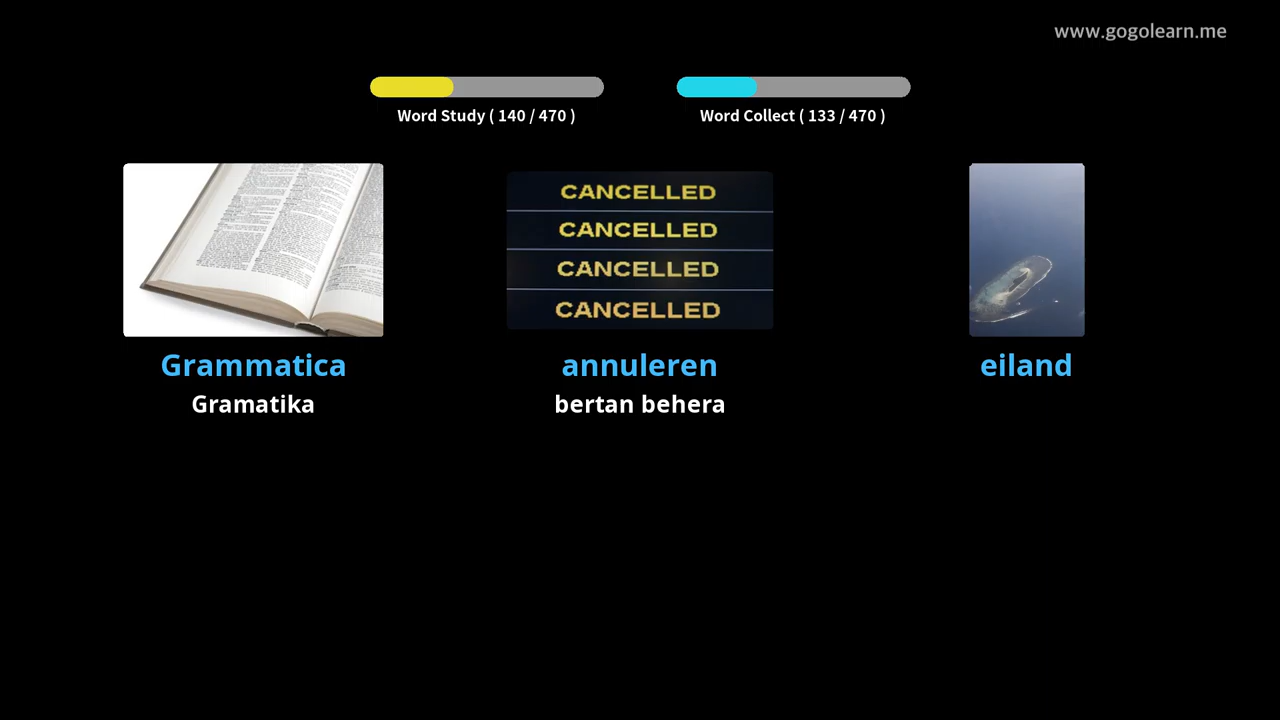 www.gogolearn.me
Word Study ( 140 / 470 )
Word Collect ( 133 / 470 )
CANCELLED
CANCELLED
CANCELLED
CANCELLED
Grammatica
annuleren
eiland
Gramatika
bertan behera